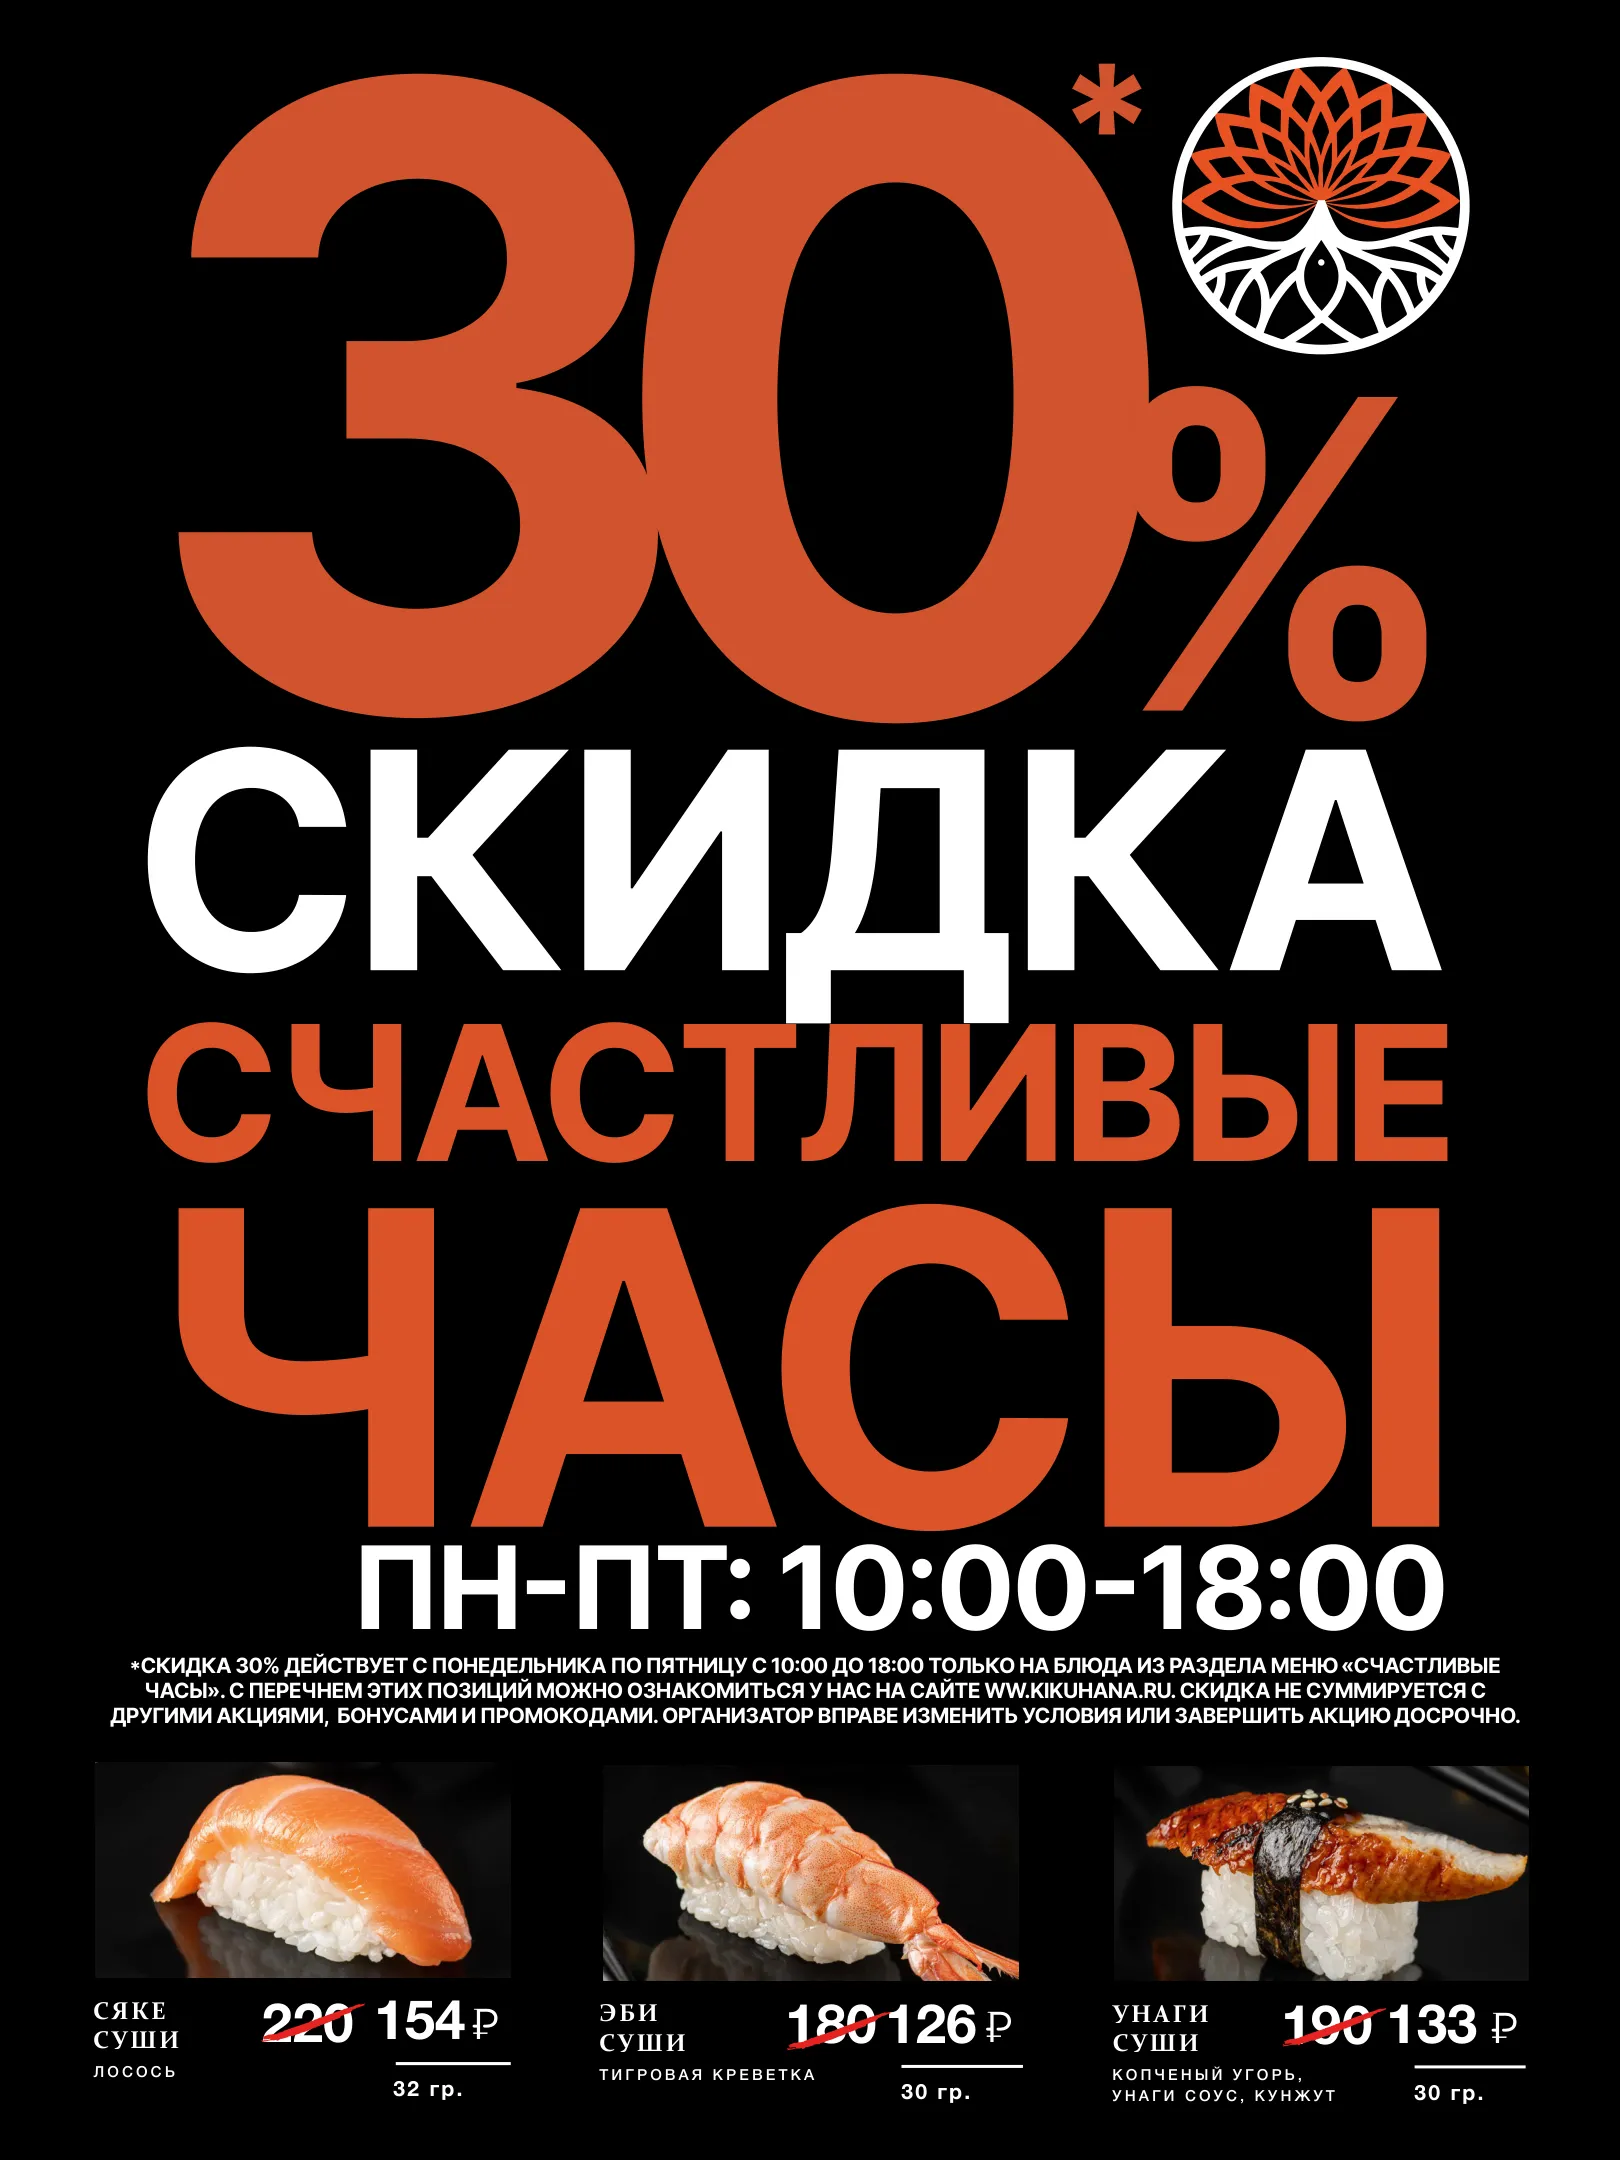 30%*
СКИДКА
СЧАСТЛИВЫЕ
ЧАСЫ
ПН-ПТ: 10:00-18:00
*СКИДКА 30% ДЕЙСТВУЕТ С ПОНЕДЕЛЬНИКА ПО ПЯТНИЦУ С 10:00 ДО 18:00 ТОЛЬКО НА БЛЮДА ИЗ РАЗДЕЛА МЕНЮ «СЧАСТЛИВЫЕ
ЧАСЫ». С ПЕРЕЧНЕМ ЭТИХ ПОЗИЦИЙ МОЖНО ОЗНАКОМИТЬСЯ У НАС НА САЙТЕ WW.KIKUHANA.RU. СКИДКА НЕ СУММИРУЕТСЯ С
ДРУГИМИ АКЦИЯМИ, БОНУСАМИ И ПРОМОКОДАМИ. ОРГАНИЗАТОР ВПРАВЕ ИЗМЕНИТЬ УСЛОВИЯ ИЛИ ЗАВЕРШИТЬ АКЦИЮ ДОСРОЧНО.
СЯКЕ
СУШИ
ЛОСОСЬ
220 154 ₽
32 гр.
ЭБИ
СУШИ
ТИГРОВАЯ КРЕВЕТКА
180 126 ₽
30 гр.
УНАГИ
СУШИ
КОПЧЕНЫЙ УГОРЬ,
УНАГИ СОУС, КУНЖУТ
190 133 ₽
30 гр.